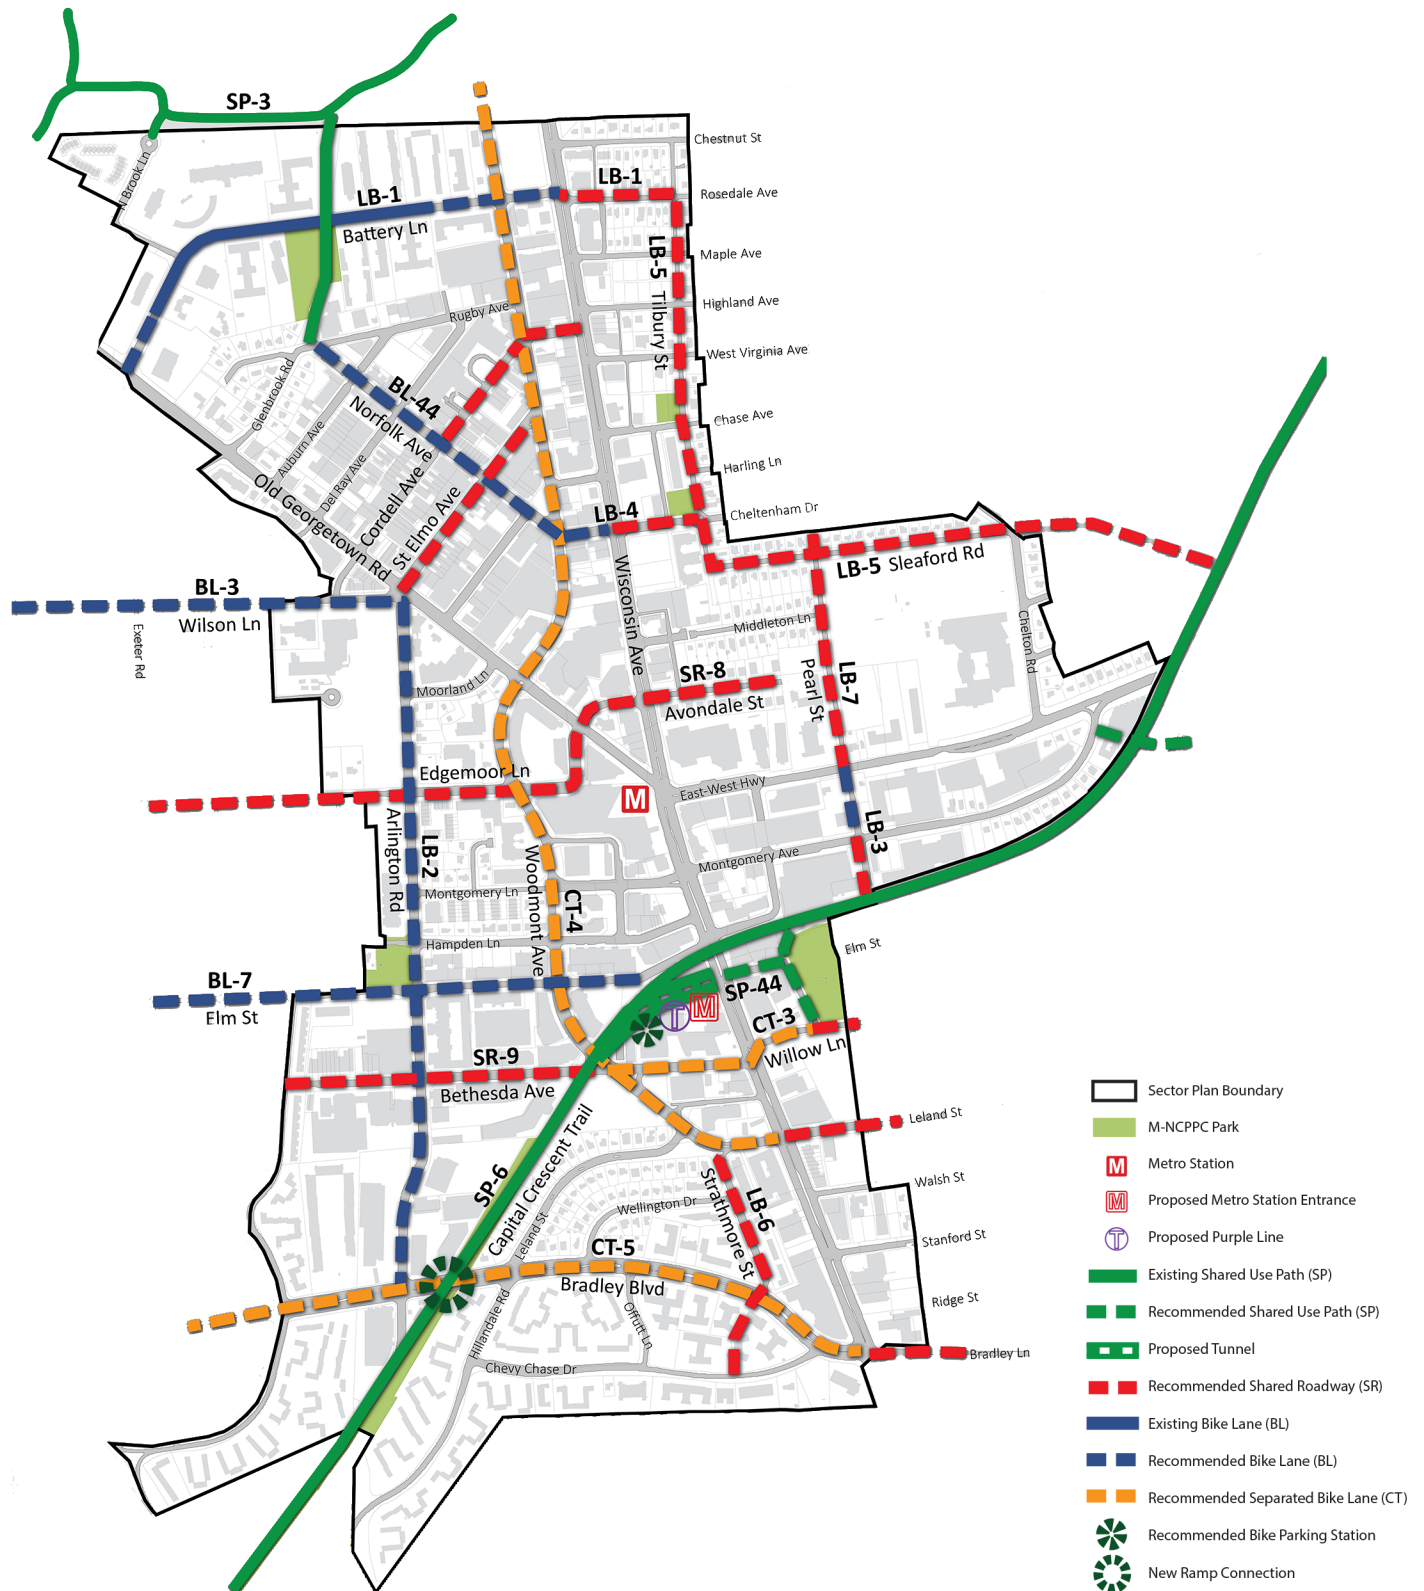 SP-3
Chestnut St
N Brook Ln
LB-1
LB-1
Rosedale Ave
Battery Ln
LB-5 Tilbury St
Maple Ave
Highland Ave
Rugby Ave
West Virginia Ave
Glenbrook Rd
BL-44
Norfolk Ave
Chase Ave
Auburn Ave
Del Ray Ave
Harling Ln
Cordell Ave
St Elmo Ave
Old Georgetown Rd
LB-4
Cheltenham Dr
LB-5 Sleaford Rd
BL-3
Wilson Ln
Exeter Rd
Wisconsin Ave
Middleton Ln
Chelton Rd
Moorland Ln
SR-8
Avondale St
Pearl St
LB-7
Edgemoor Ln
M
East-West Hwy
Arlington Rd
LB-2
LB-3
Woodmont Ave
Montgomery Ave
Montgomery Ln
CT-4
Hampden Ln
Elm St
BL-7
Elm St
SP-44
M
T
CT-3
Willow Ln
SR-9
Bethesda Ave
Leland St
SP-6
Capital Crescent Trail
Strathmore St
LB-6
Walsh St
Wellington Dr
Leland St
Stanford St
CT-5
Bradley Blvd
Ridge St
Hillandale Rd
Offutt Ln
Bradley Ln
Chevy Chase Dr
Sector Plan Boundary
M-NCPPC Park
M Metro Station
M Proposed Metro Station Entrance
T Proposed Purple Line
Existing Shared Use Path (SP)
Recommended Shared Use Path (SP)
Proposed Tunnel
Recommended Shared Roadway (SR)
Existing Bike Lane (BL)
Recommended Bike Lane (BL)
Recommended Separated Bike Lane (CT)
Recommended Bike Parking Station
New Ramp Connection